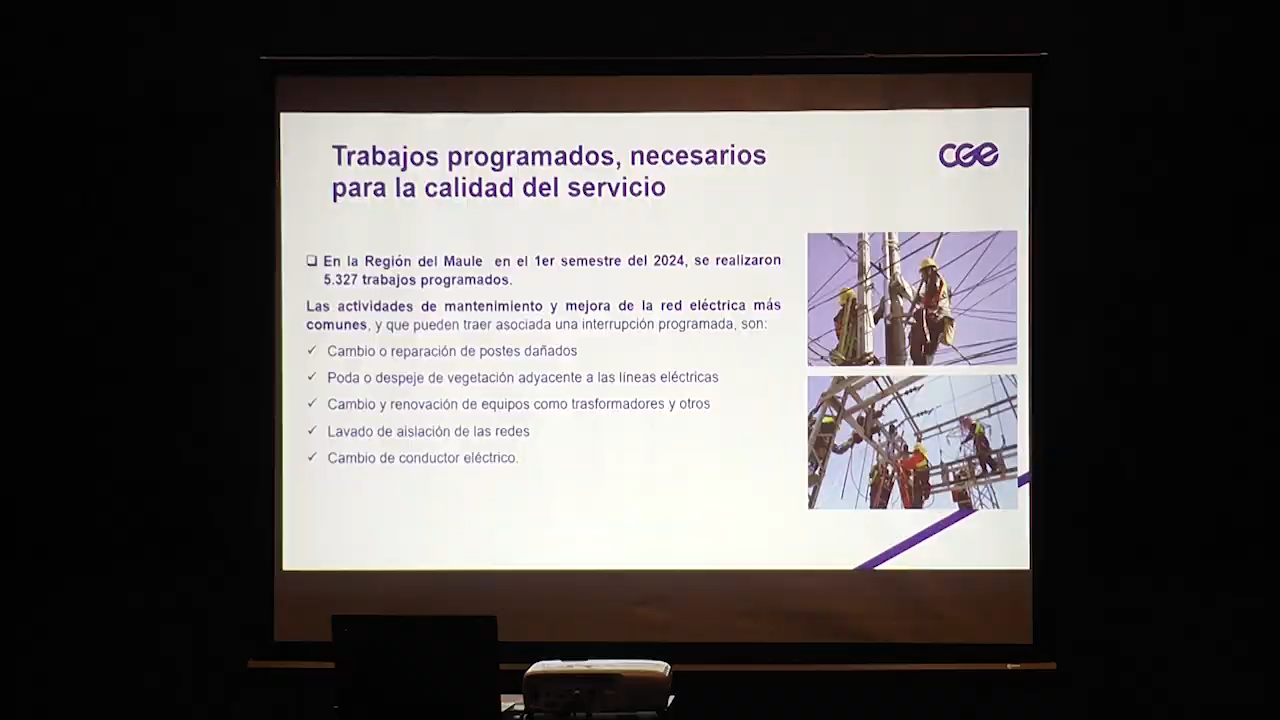 Trabajos programados, necesarios
para la calidad del servicio
CGE
❑ En la Región del Maule en el 1er semestre del 2024, se realizaron
5.327 trabajos programados.
Las actividades de mantenimiento y mejora de la red eléctrica más
comunes, y que pueden traer asociada una interrupción programada, son:
✓ Cambio o reparación de postes dañados
✓ Poda o despeje de vegetación adyacente a las líneas eléctricas
✓ Cambio y renovación de equipos como trasformadores y otros
✓ Lavado de aislación de las redes
✓ Cambio de conductor eléctrico.